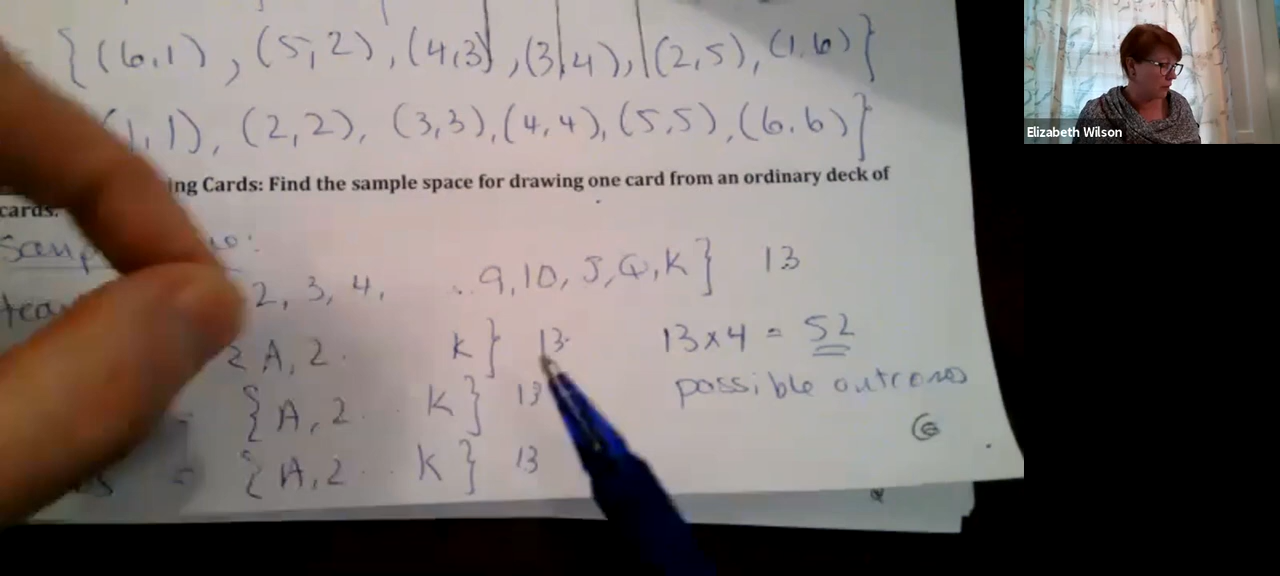 {(6,1), (5,2), (4,3), (3,4), (2,5), (1,6)}
(1,1), (2,2), (3,3), (4,4), (5,5), (6,6)}
ing Cards: Find the sample space for drawing one card from an ordinary deck of
cards.
2, 3, 4, ...9, 10, J, Q, K} 13
{A, 2.. K} 13
13x4 = 52
possible outcomes
{A, 2.. K} 13
{A, 2.. K} 13
Elizabeth Wilson